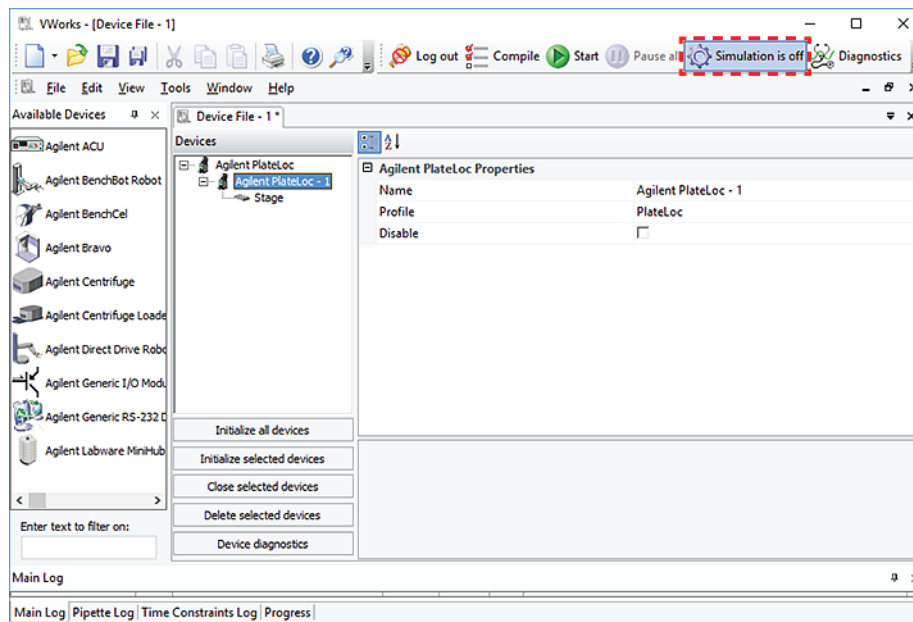 VWorks - [Device File - 1]
Log out
Compile
Start
Pause all
Simulation is off
Diagnostics
File Edit View Tools Window Help
Available Devices
Agilent ACU
Agilent BenchBot Robot
Agilent BenchCel
Agilent Bravo
Agilent Centrifuge
Agilent Centrifuge Loade
Agilent Direct Drive Robo
Agilent Generic I/O Modu
Agilent Generic RS-232 D
Agilent Labware MiniHub
Enter text to filter on:
Device File - 1 *
Devices
Agilent PlateLoc
Agilent PlateLoc - 1
Stage
Initialize all devices
Initialize selected devices
Close selected devices
Delete selected devices
Device diagnostics
Agilent PlateLoc Properties
Name Agilent PlateLoc - 1
Profile PlateLoc
Disable
Main Log
Main Log Pipette Log Time Constraints Log Progress